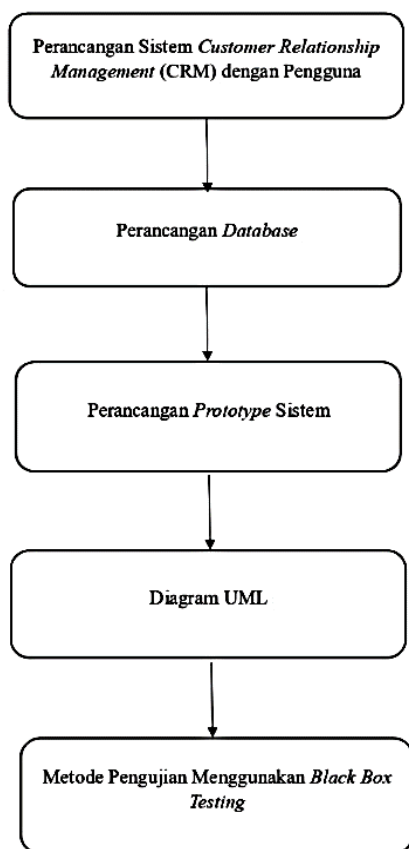 Perancangan Sistem Customer Relationship
Management (CRM) dengan Pengguna
Perancangan Database
Perancangan Prototype Sistem
Diagram UML
Metode Pengujian Menggunakan Black Box
Testing